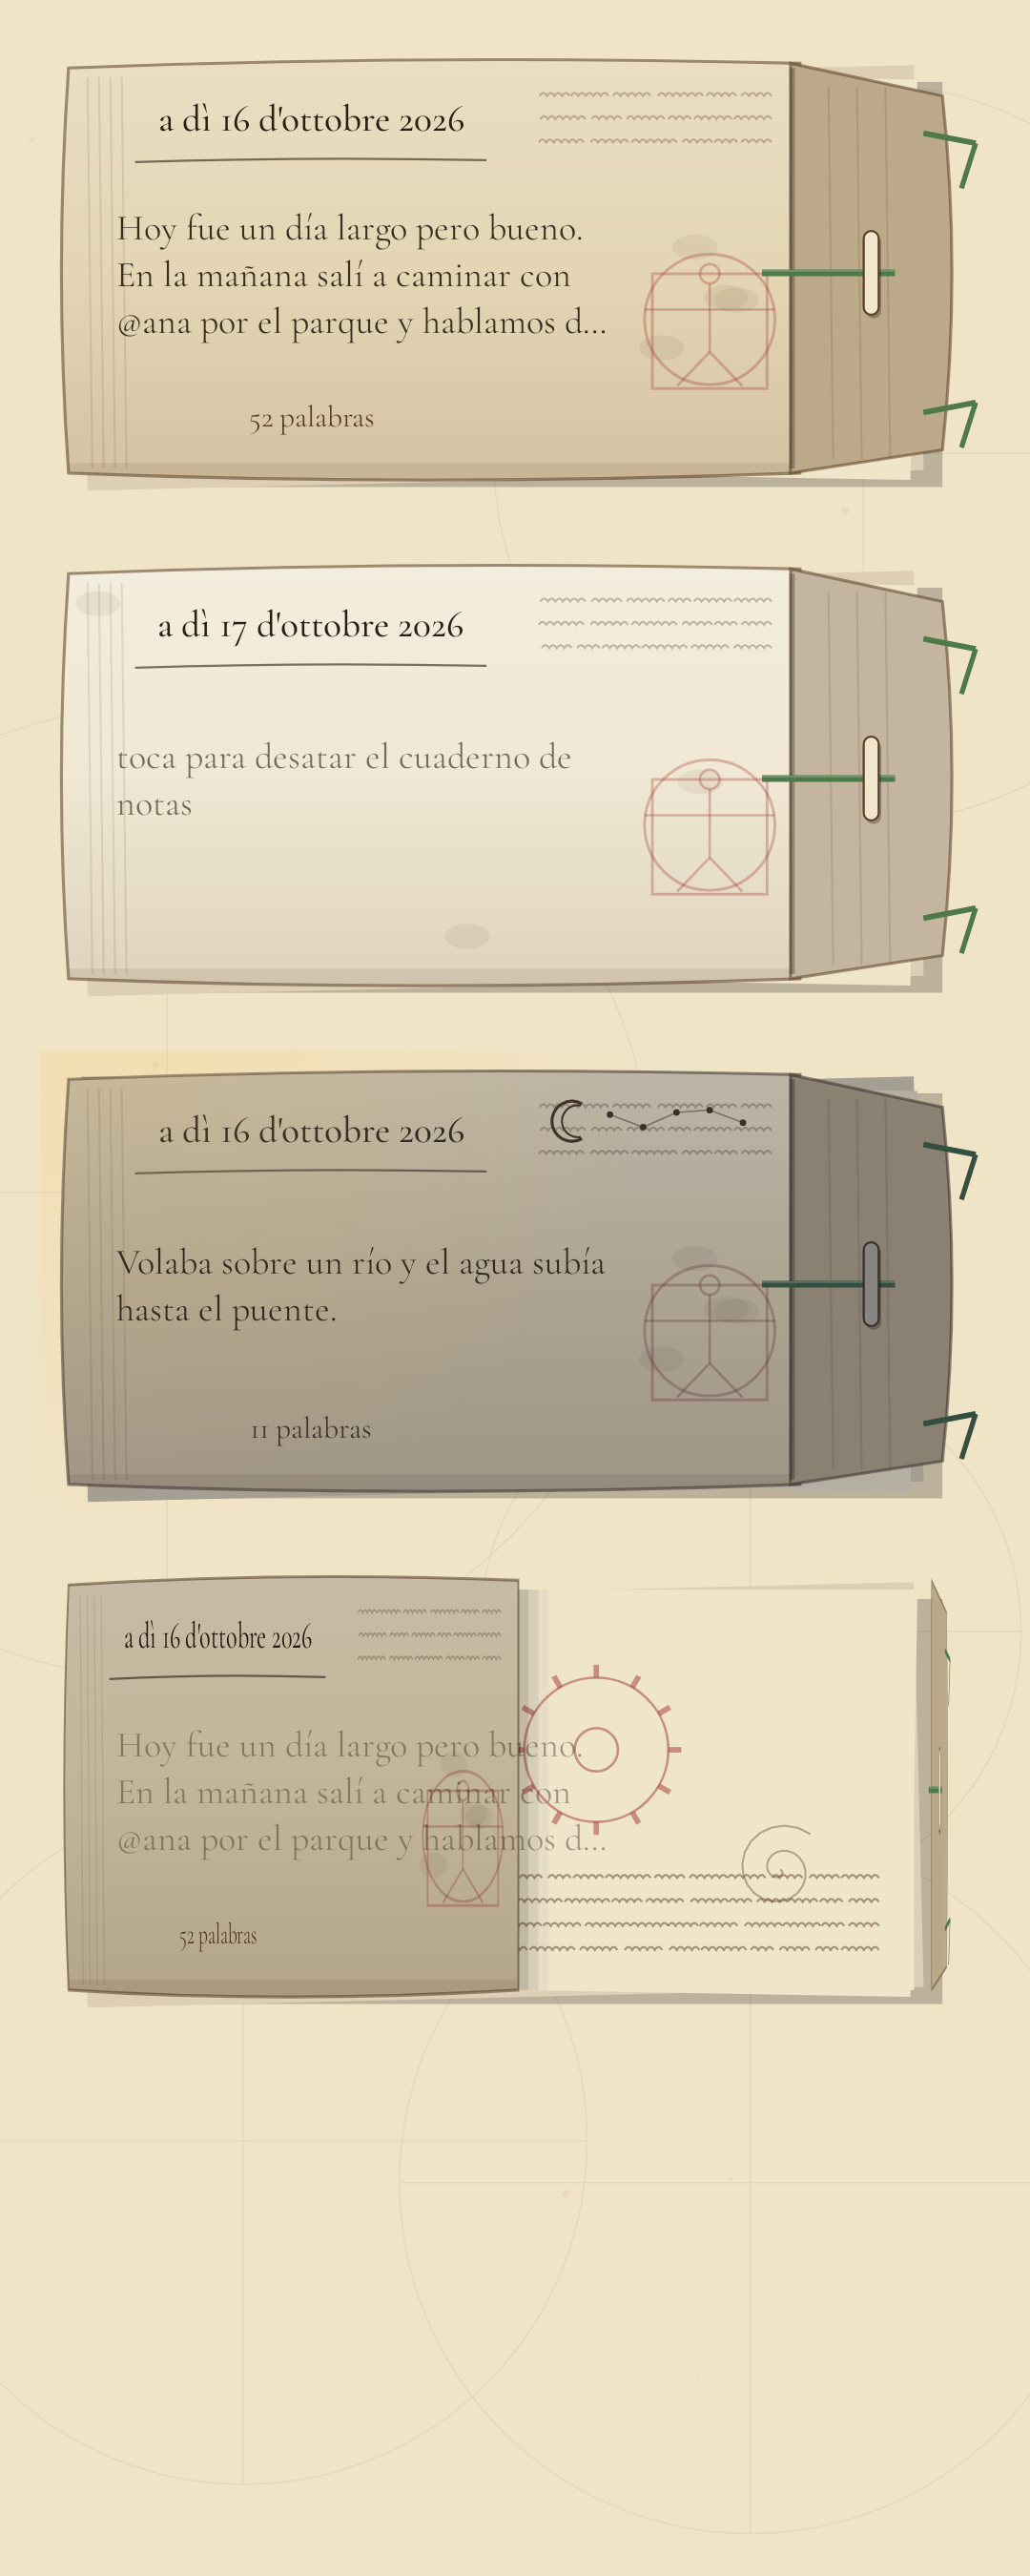 a dì 16 d'ottobre 2026
Hoy fue un día largo pero bueno.
En la mañana salí a caminar con
@ana por el parque y hablamos d...
52 palabras
a dì 17 d'ottobre 2026
toca para desatar el cuaderno de
notas
a dì 16 d'ottobre 2026
Volaba sobre un río y el agua subía
hasta el puente.
11 palabras
a dì 16 d'ottobre 2026
Hoy fue un día largo pero bueno.
En la mañana salí a caminar con
@ana por el parque y hablamos d...
52 palabras